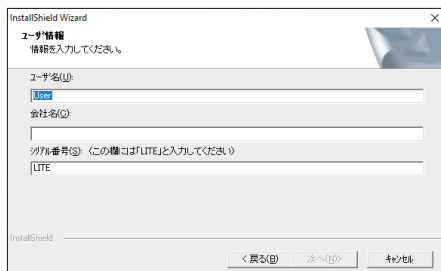 InstallShield Wizard
ユーザ情報
情報を入力してください。
ユーザ名(U):
User
会社名(C):
シリアル番号(S): (この欄には「LITE」と入力してください)
LITE
InstallShield
< 戻る(B)
次へ(N)>
キャンセル